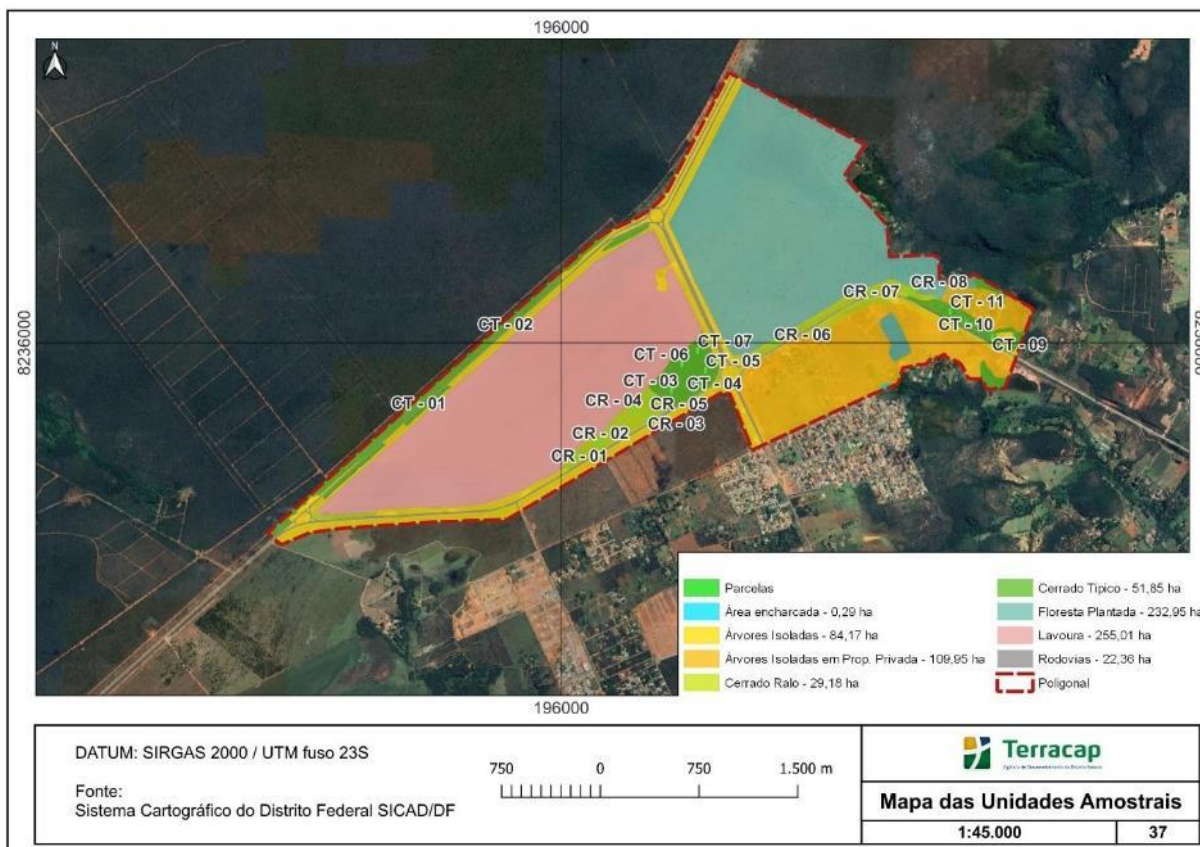 196000
N
8236000
8236000
CR - 08
CR - 07
CT - 11
CT - 10
CT - 02
CR - 06
CT - 09
CT - 07
CT - 06
CT - 05
CT - 03
CT - 04
CT - 01
CR - 04
CR - 05
CR - 03
CR - 02
CR - 01
196000
Parcelas
Área encharcada - 0,29 ha
Árvores Isoladas - 84,17 ha
Árvores Isoladas em Prop. Privada - 109,95 ha
Cerrado Ralo - 29,18 ha
Cerrado Tipico - 51,85 ha
Floresta Plantada - 232,95 ha
Lavoura - 255,01 ha
Rodovias - 22,36 ha
Poligonal
DATUM: SIRGAS 2000 / UTM fuso 23S
Fonte:
Sistema Cartográfico do Distrito Federal SICAD/DF
750 0 750 1.500 m
Terracap
Mapa das Unidades Amostrais
1:45.000 37